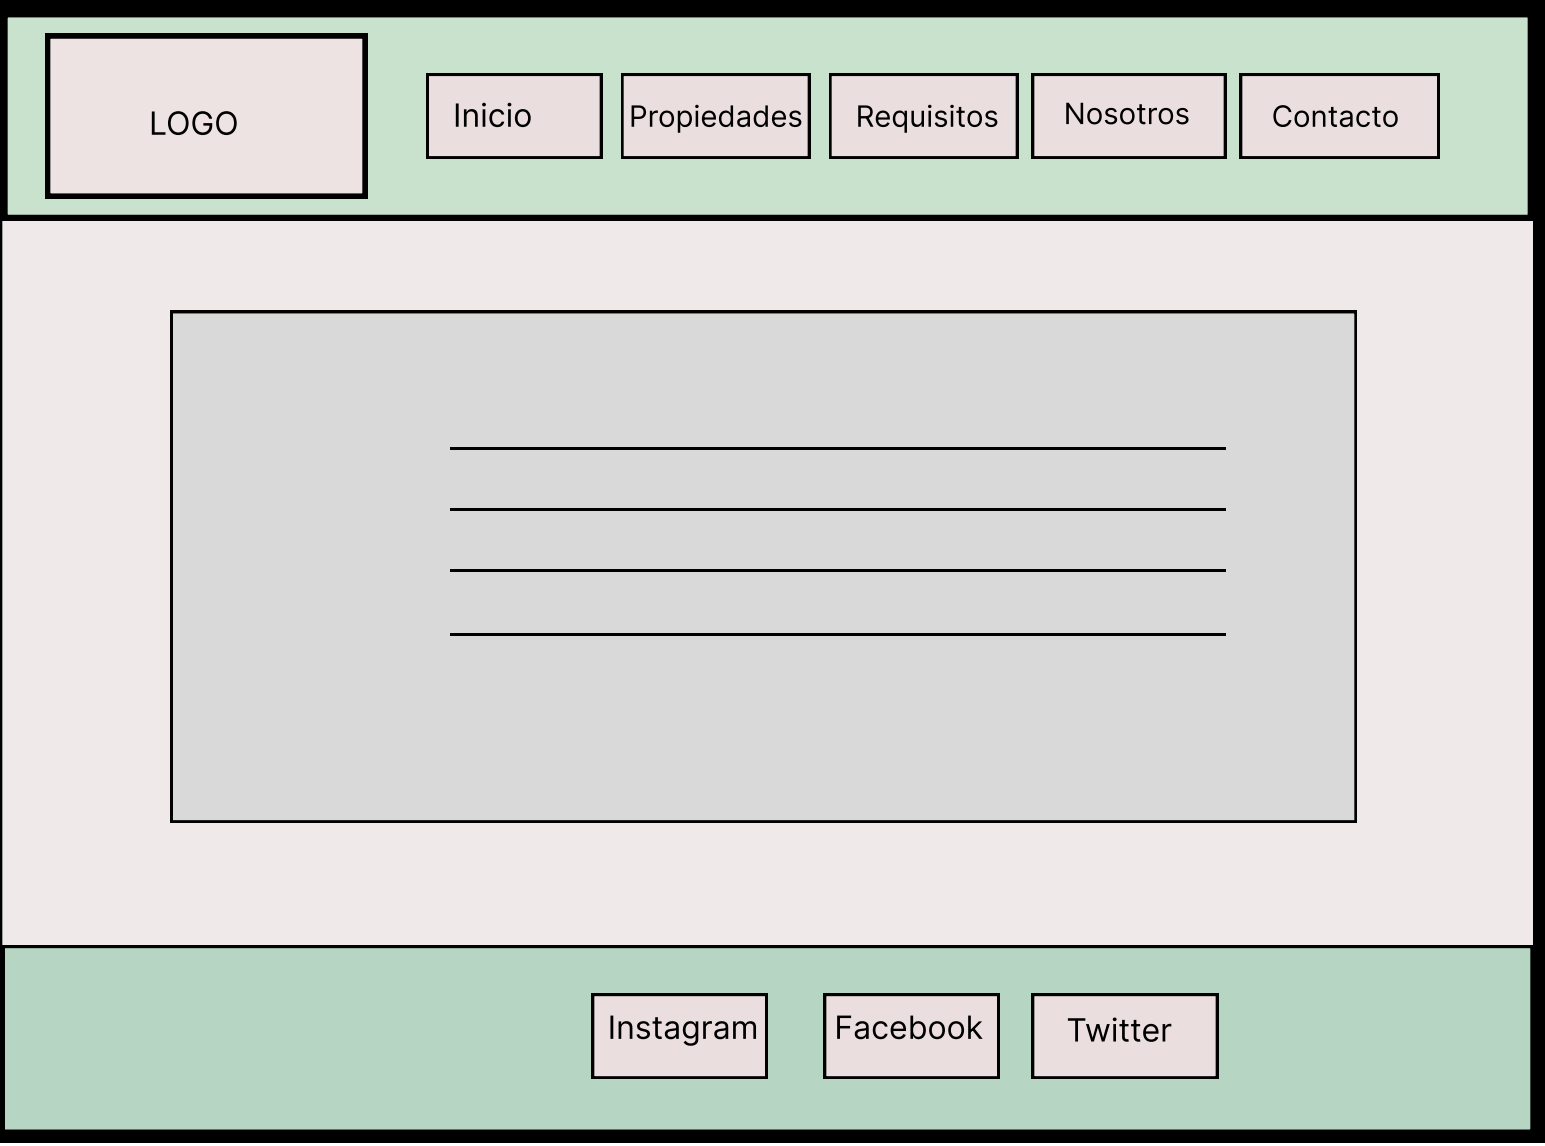 LOGO
Inicio
Propiedades
Requisitos
Nosotros
Contacto
Instagram
Facebook
Twitter